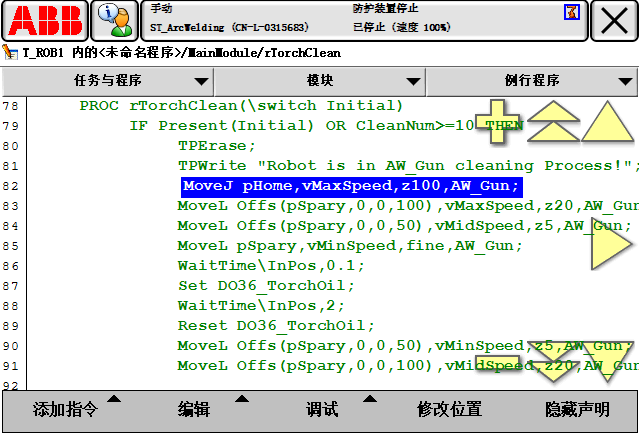 ABB
手动
防护装置停止
ST_ArcWelding (CN-L-0315683)
已停止 (速度 100%)
T_ROB1 内的<未命名程序>/MainModule/rTorchClean
任务与程序
模块
例行程序
78 PROC rTorchClean(\switch Initial)
79 IF Present(Initial) OR CleanNum>=10 THEN
80 TPErase;
81 TPWrite "Robot is in AW_Gun cleaning Process!";
82 MoveJ pHome,vMaxSpeed,z100,AW_Gun;
83 MoveL Offs(pSpary,0,0,100),vMaxSpeed,z20,AW_Gun
84 MoveL Offs(pSpary,0,0,50),vMidSpeed,z5,AW_Gun;
85 MoveL pSpary,vMinSpeed,fine,AW_Gun;
86 WaitTime\InPos,0.1;
87 Set DO36_TorchOil;
88 WaitTime\InPos,2;
89 Reset DO36_TorchOil;
90 MoveL Offs(pSpary,0,0,50),vMinSpeed,z5,AW_Gun;
91 MoveL Offs(pSpary,0,0,100),vMidSpeed,z20,AW_Gun
92
添加指令
编辑
调试
修改位置
隐藏声明